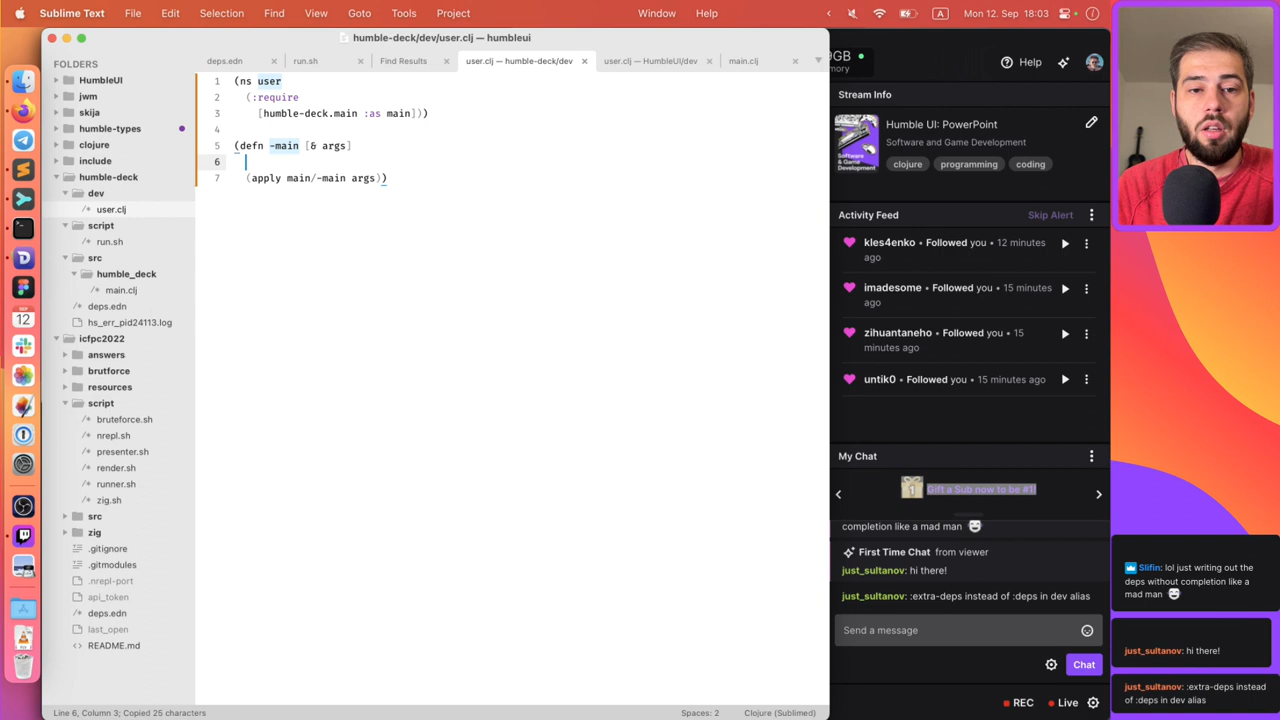 Sublime Text File Edit Selection Find View Goto Tools Project Window Help A Mon 12. Sep 18:03
SEP
12
humble-deck/dev/user.clj — humbleui
FOLDERS
HumbleUI
jwm
skija
humble-types
clojure
include
humble-deck
dev
/* user.clj
script
/* run.sh
src
humble_deck
/* main.clj
/* deps.edn
hs_err_pid24113.log
icfpc2022
answers
brutforce
resources
script
/* bruteforce.sh
/* nrepl.sh
/* presenter.sh
/* render.sh
/* runner.sh
/* zig.sh
src
zig
.gitignore
.gitmodules
.nrepl-port
api_token
/* deps.edn
last_open
<> README.md
deps.edn × run.sh × Find Results × user.clj — humble-deck/dev × user.clj — HumbleUI/dev × main.clj ×
1 (ns user
2 (:require
3 [humble-deck.main :as main]))
4
5 (defn -main [& args]
6
7 (apply main/-main args))
Line 6, Column 3; Copied 25 characters Spaces: 2 Clojure (Sublimed)
9GB
mory
Help
Stream Info
Software
& Game
Development
Humble UI: PowerPoint
Software and Game Development
clojure programming coding
Activity Feed Skip Alert
kles4enko • Followed you • 12 minutes
ago
imadesome • Followed you • 15 minutes
ago
zihuantaneho • Followed you • 15
minutes ago
untik0 • Followed you • 15 minutes ago
My Chat
1 Gift a Sub now to be #1!
completion like a mad man
First Time Chat from viewer
just_sultanov: hi there!
just_sultanov: :extra-deps instead of :deps in dev alias
Send a message
Chat
REC Live
Slifin: lol just writing out the
deps without completion like a
mad man
just_sultanov: hi there!
just_sultanov: :extra-deps instead
of :deps in dev alias